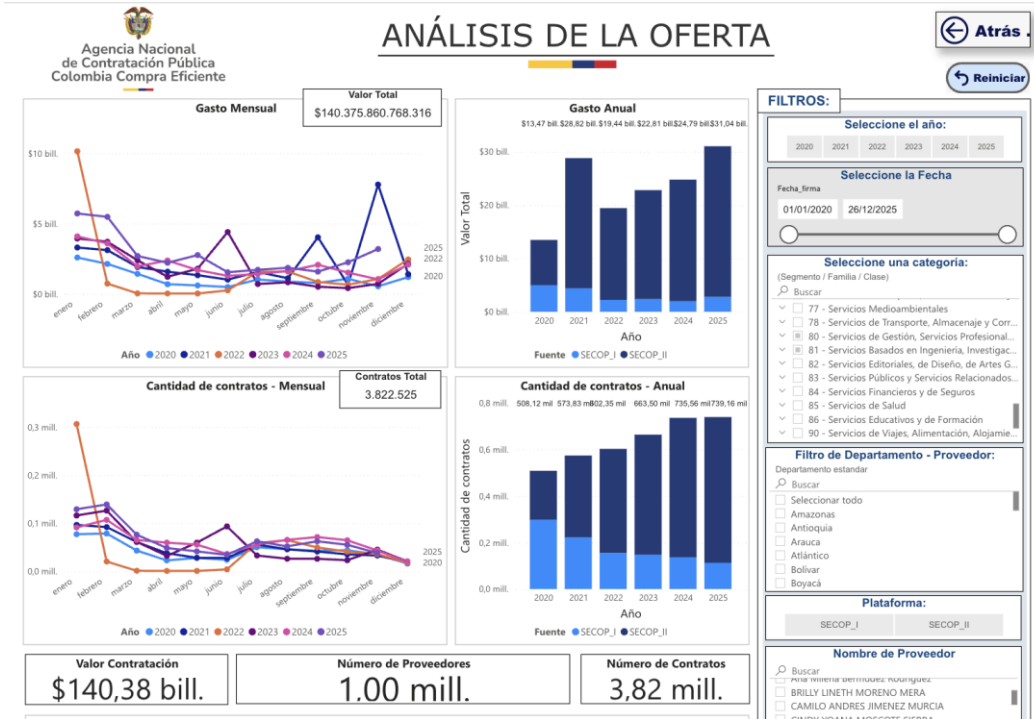 Agencia Nacional
de Contratación Pública
Colombia Compra Eficiente
ANÁLISIS DE LA OFERTA
Atrás .
Reiniciar
Gasto Mensual
Valor Total
$140.375.860.768.316
$10 bill.
$5 bill.
$0 bill.
2025
2022
2020
enero
febrero
marzo
abril
mayo
junio
julio
agosto
septiembre
octubre
noviembre
diciembre
Año 2020 2021 2022 2023 2024 2025
Gasto Anual
$13,47 bill. $28,82 bill. $19,44 bill. $22,81 bill. $24,79 bill. $31,04 bill.
Valor Total
$30 bill.
$20 bill.
$10 bill.
$0 bill.
2020 2021 2022 2023 2024 2025
Año
Fuente SECOP_I SECOP_II
Cantidad de contratos - Mensual
Contratos Total
3.822.525
0,3 mill.
0,2 mill.
0,1 mill.
0,0 mill.
2025
2020
enero
febrero
marzo
abril
mayo
junio
julio
agosto
septiembre
octubre
noviembre
diciembre
Año 2020 2021 2022 2023 2024 2025
Cantidad de contratos - Anual
508,12 mil 573,83 mil 602,35 mil 663,50 mil 735,56 mil 739,16 mil
Cantidad de contratos
0,8 mill.
0,6 mill.
0,4 mill.
0,2 mill.
0,0 mill.
2020 2021 2022 2023 2024 2025
Año
Fuente SECOP_I SECOP_II
Valor Contratación
$140,38 bill.
Número de Proveedores
1,00 mill.
Número de Contratos
3,82 mill.
FILTROS:
Seleccione el año:
2020 2021 2022 2023 2024 2025
Seleccione la Fecha
Fecha_firma
01/01/2020 26/12/2025
Seleccione una categoría:
(Segmento / Familia / Clase)
Buscar
77 - Servicios Medioambientales
78 - Servicios de Transporte, Almacenaje y Corr...
80 - Servicios de Gestión, Servicios Profesional...
81 - Servicios Basados en Ingeniería, Investigac...
82 - Servicios Editoriales, de Diseño, de Artes G...
83 - Servicios Públicos y Servicios Relacionados...
84 - Servicios Financieros y de Seguros
85 - Servicios de Salud
86 - Servicios Educativos y de Formación
90 - Servicios de Viajes, Alimentación, Alojamie...
Filtro de Departamento - Proveedor:
Departamento estandar
Buscar
Seleccionar todo
Amazonas
Antioquia
Arauca
Atlántico
Bolívar
Boyacá
Plataforma:
SECOP_I SECOP_II
Nombre de Proveedor
Buscar
Ana Milena Bermudez Rodriguez
BRILLY LINETH MORENO MERA
CAMILO ANDRES JIMENEZ MURCIA